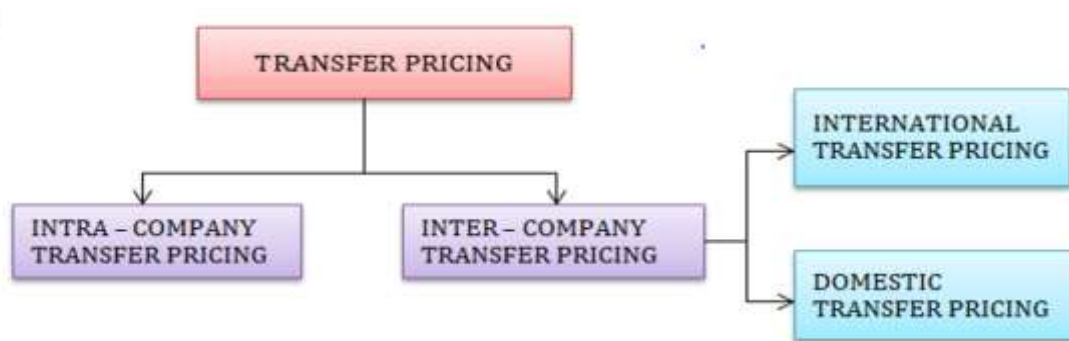 TRANSFER PRICING
INTRA – COMPANY
TRANSFER PRICING
INTER – COMPANY
TRANSFER PRICING
INTERNATIONAL
TRANSFER PRICING
DOMESTIC
TRANSFER PRICING